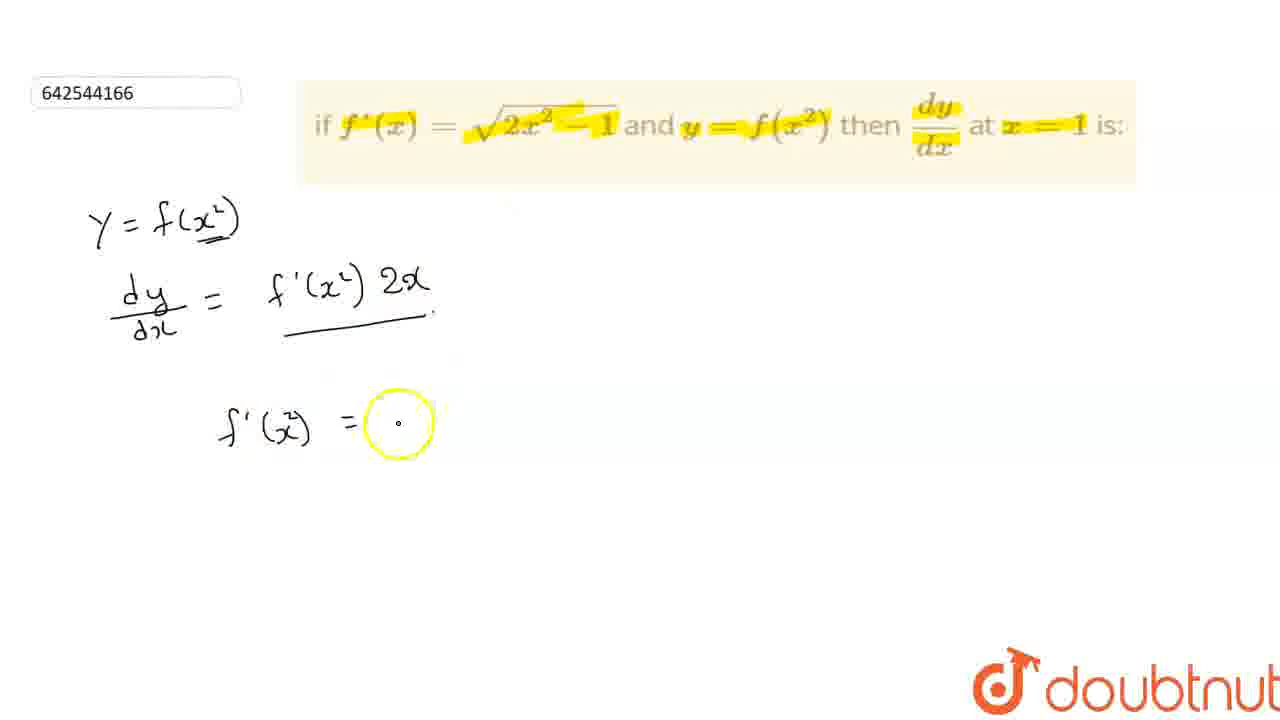 642544166
if f'(x) = √(2x² − 1) and y = f(x²) then dy/dx at x = 1 is:
y = f(x²)
dy/dx = f'(x²) 2x
f'(x²) =
doubtnut